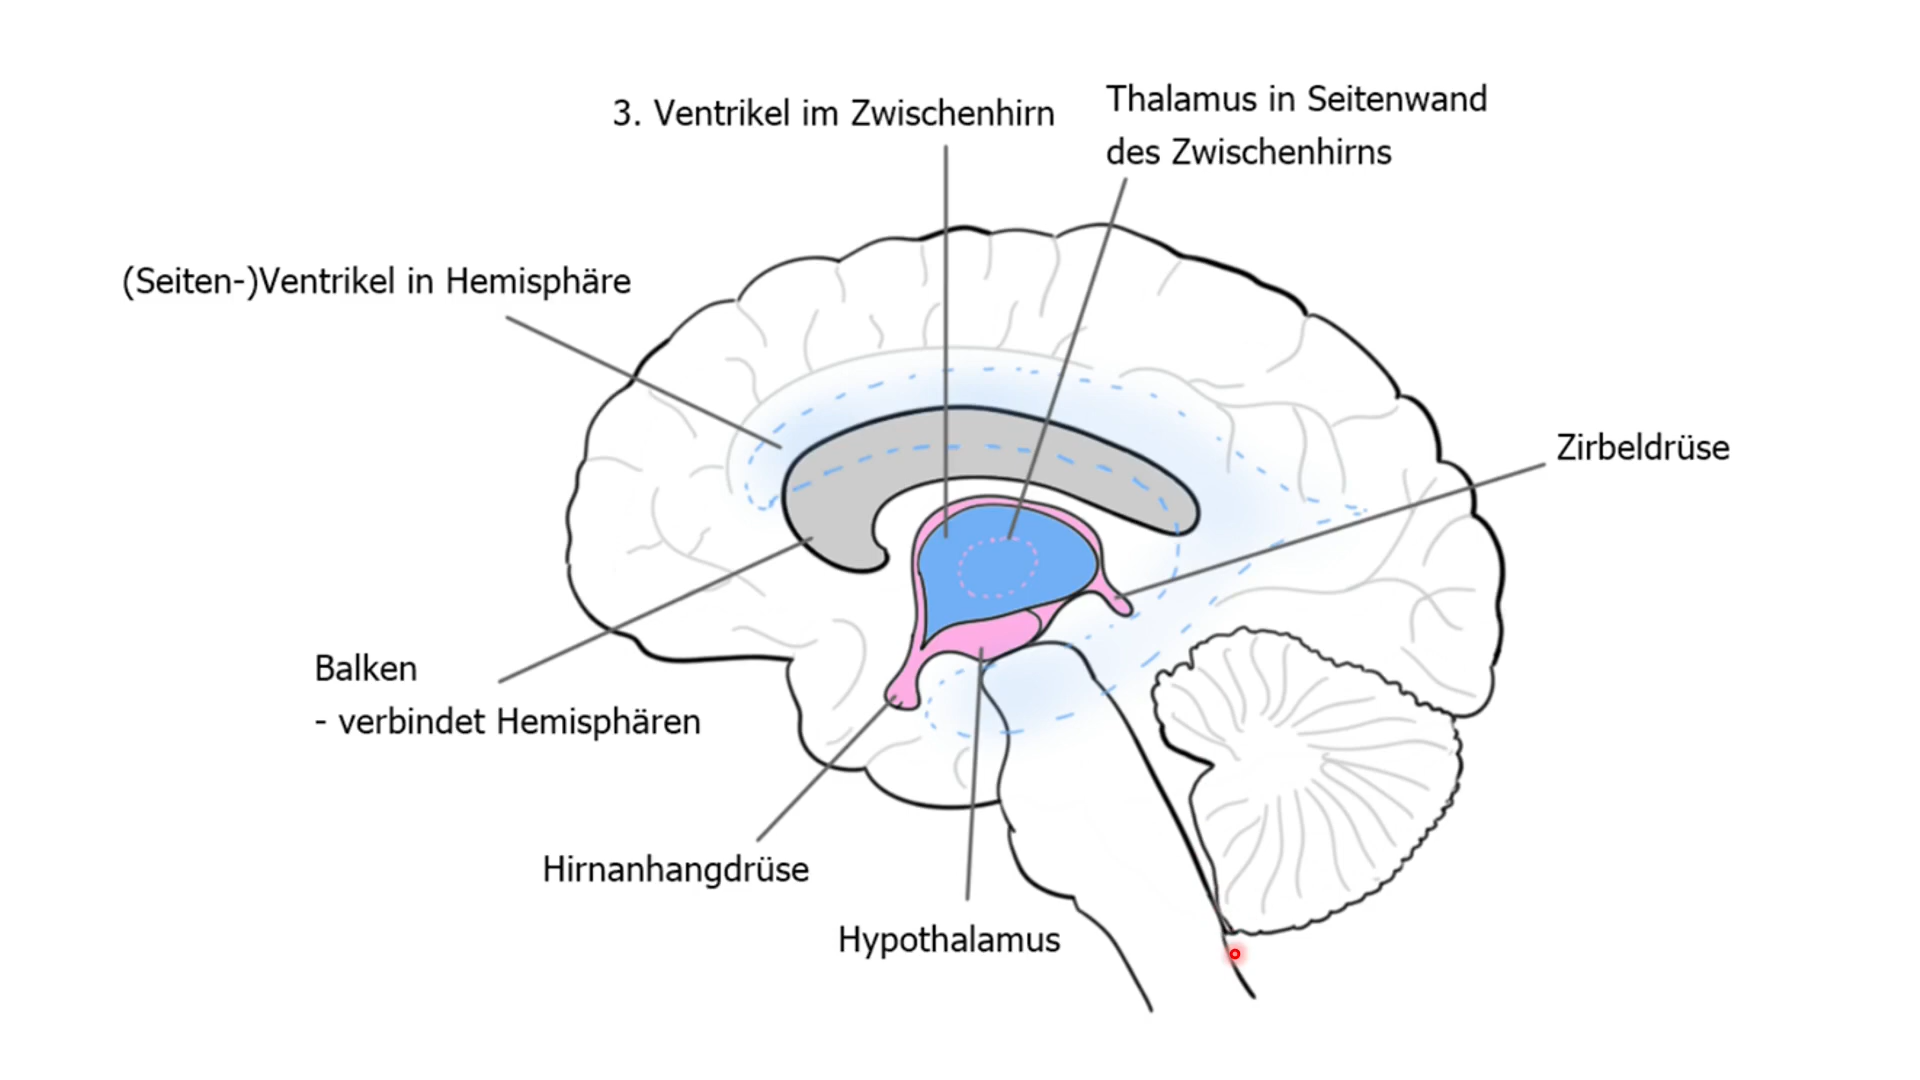 3. Ventrikel im Zwischenhirn
Thalamus in Seitenwand
des Zwischenhirns
(Seiten-)Ventrikel in Hemisphäre
Zirbeldrüse
Balken
- verbindet Hemisphären
Hirnanhangdrüse
Hypothalamus